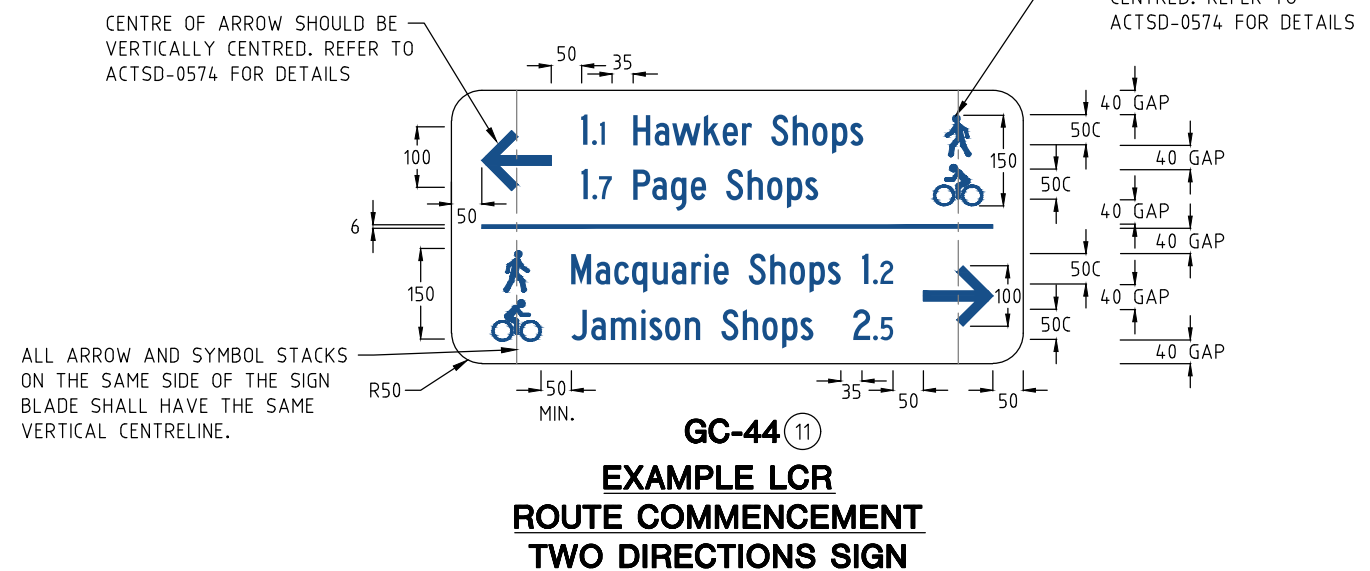 CENTRE OF ARROW SHOULD BE
VERTICALLY CENTRED. REFER TO
ACTSD-0574 FOR DETAILS
CENTRED. REFER TO
ACTSD-0574 FOR DETAILS
50
35
1.1 Hawker Shops
1.7 Page Shops
100
50
6
150
40 GAP
50C
40 GAP
50C
40 GAP
40 GAP
Macquarie Shops 1.2
Jamison Shops 2.5
150
100
50C
40 GAP
50C
40 GAP
ALL ARROW AND SYMBOL STACKS
ON THE SAME SIDE OF THE SIGN
BLADE SHALL HAVE THE SAME
VERTICAL CENTRELINE.
R50
50
MIN.
35
50
50
GC-44 11
EXAMPLE LCR
ROUTE COMMENCEMENT
TWO DIRECTIONS SIGN